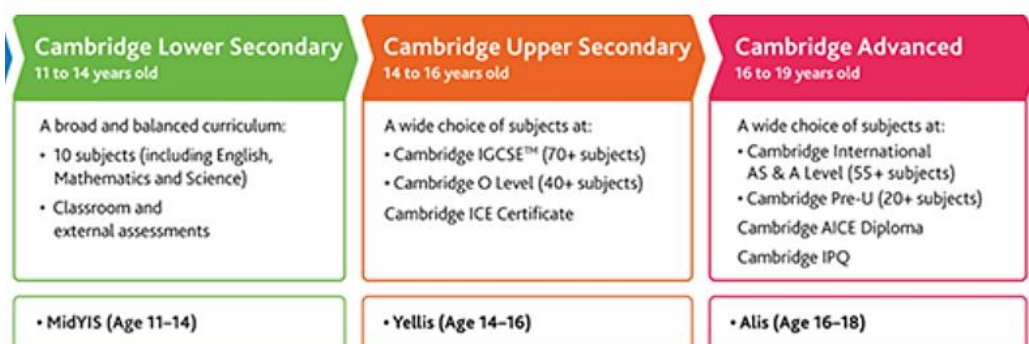 Cambridge Lower Secondary
11 to 14 years old
A broad and balanced curriculum:
• 10 subjects (including English,
Mathematics and Science)
• Classroom and
external assessments
• MidYIS (Age 11–14)
Cambridge Upper Secondary
14 to 16 years old
A wide choice of subjects at:
• Cambridge IGCSE™ (70+ subjects)
• Cambridge O Level (40+ subjects)
Cambridge ICE Certificate
• Yellis (Age 14–16)
Cambridge Advanced
16 to 19 years old
A wide choice of subjects at:
• Cambridge International
AS & A Level (55+ subjects)
• Cambridge Pre-U (20+ subjects)
Cambridge AICE Diploma
Cambridge IPQ
• Alis (Age 16–18)